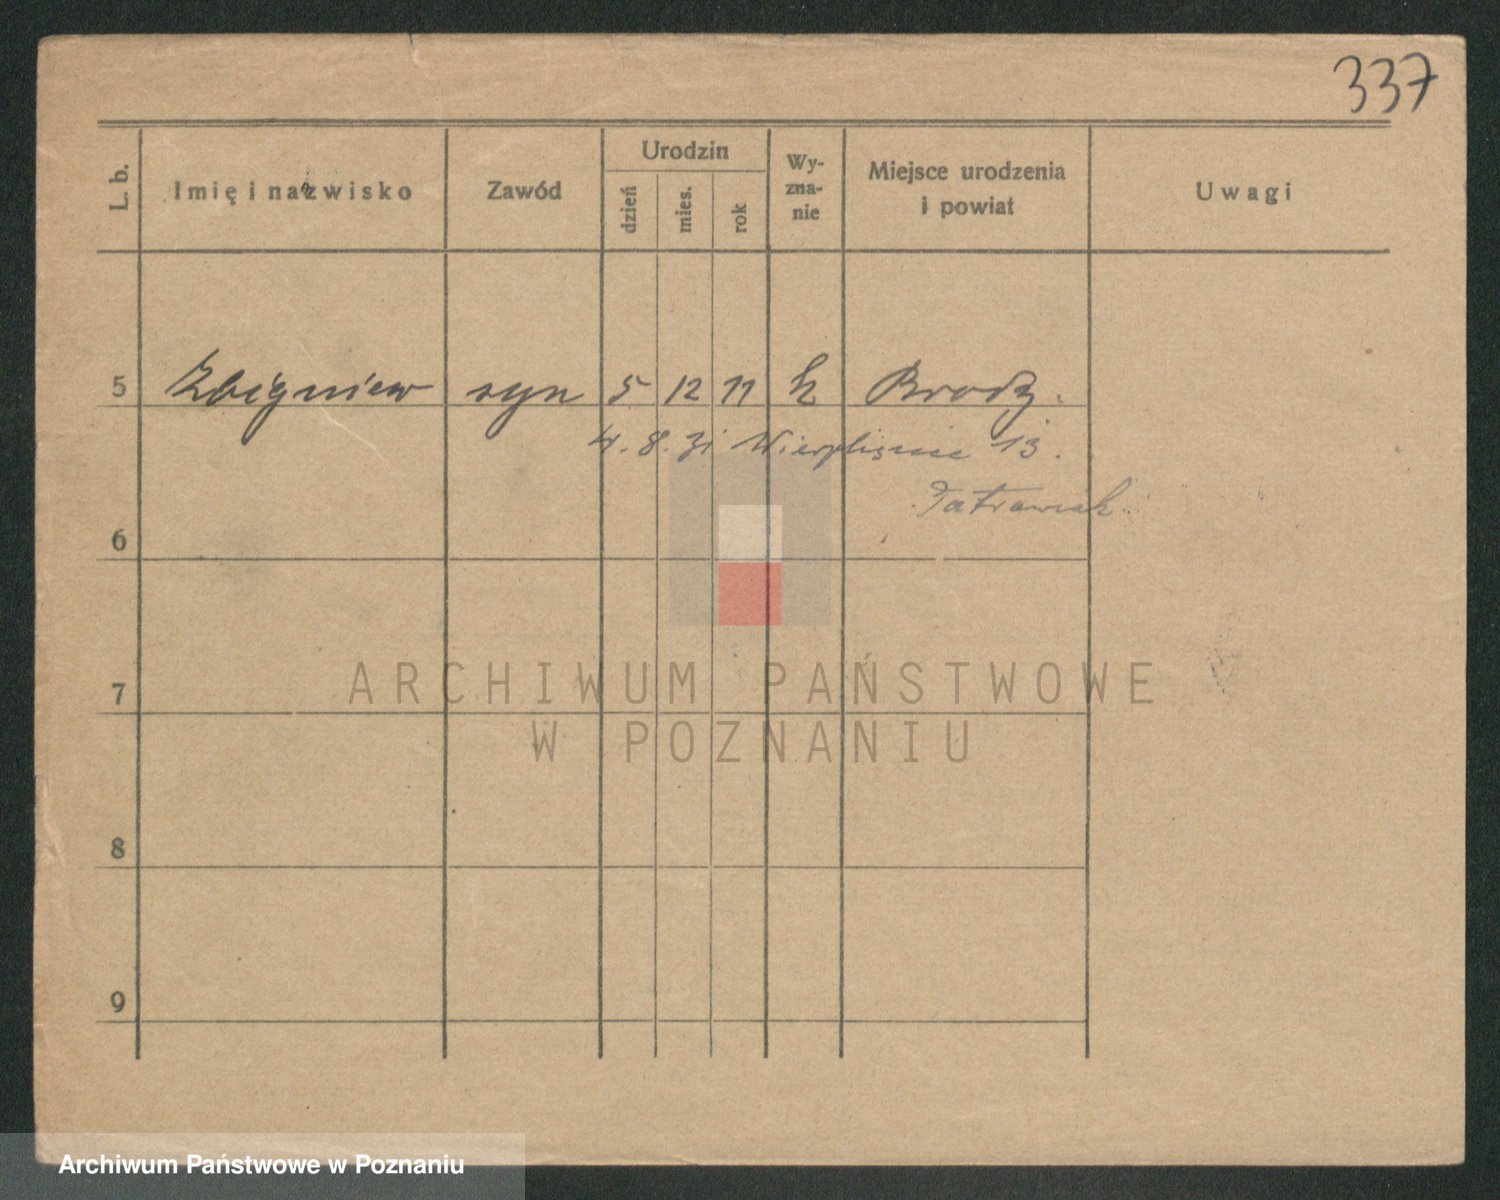 337
L. b.
Imię i nazwisko
Zawód
Urodzin
dzień
mies.
rok
Wy-
zna-
nie
Miejsce urodzenia
i powiat
Uwagi
5 Zbigniew syn 5 12 11 k
4. 8. 31 13.
6
7
ARCHIWUM PAŃSTWOWE
W POZNANIU
8
9
Archiwum Państwowe w Poznaniu